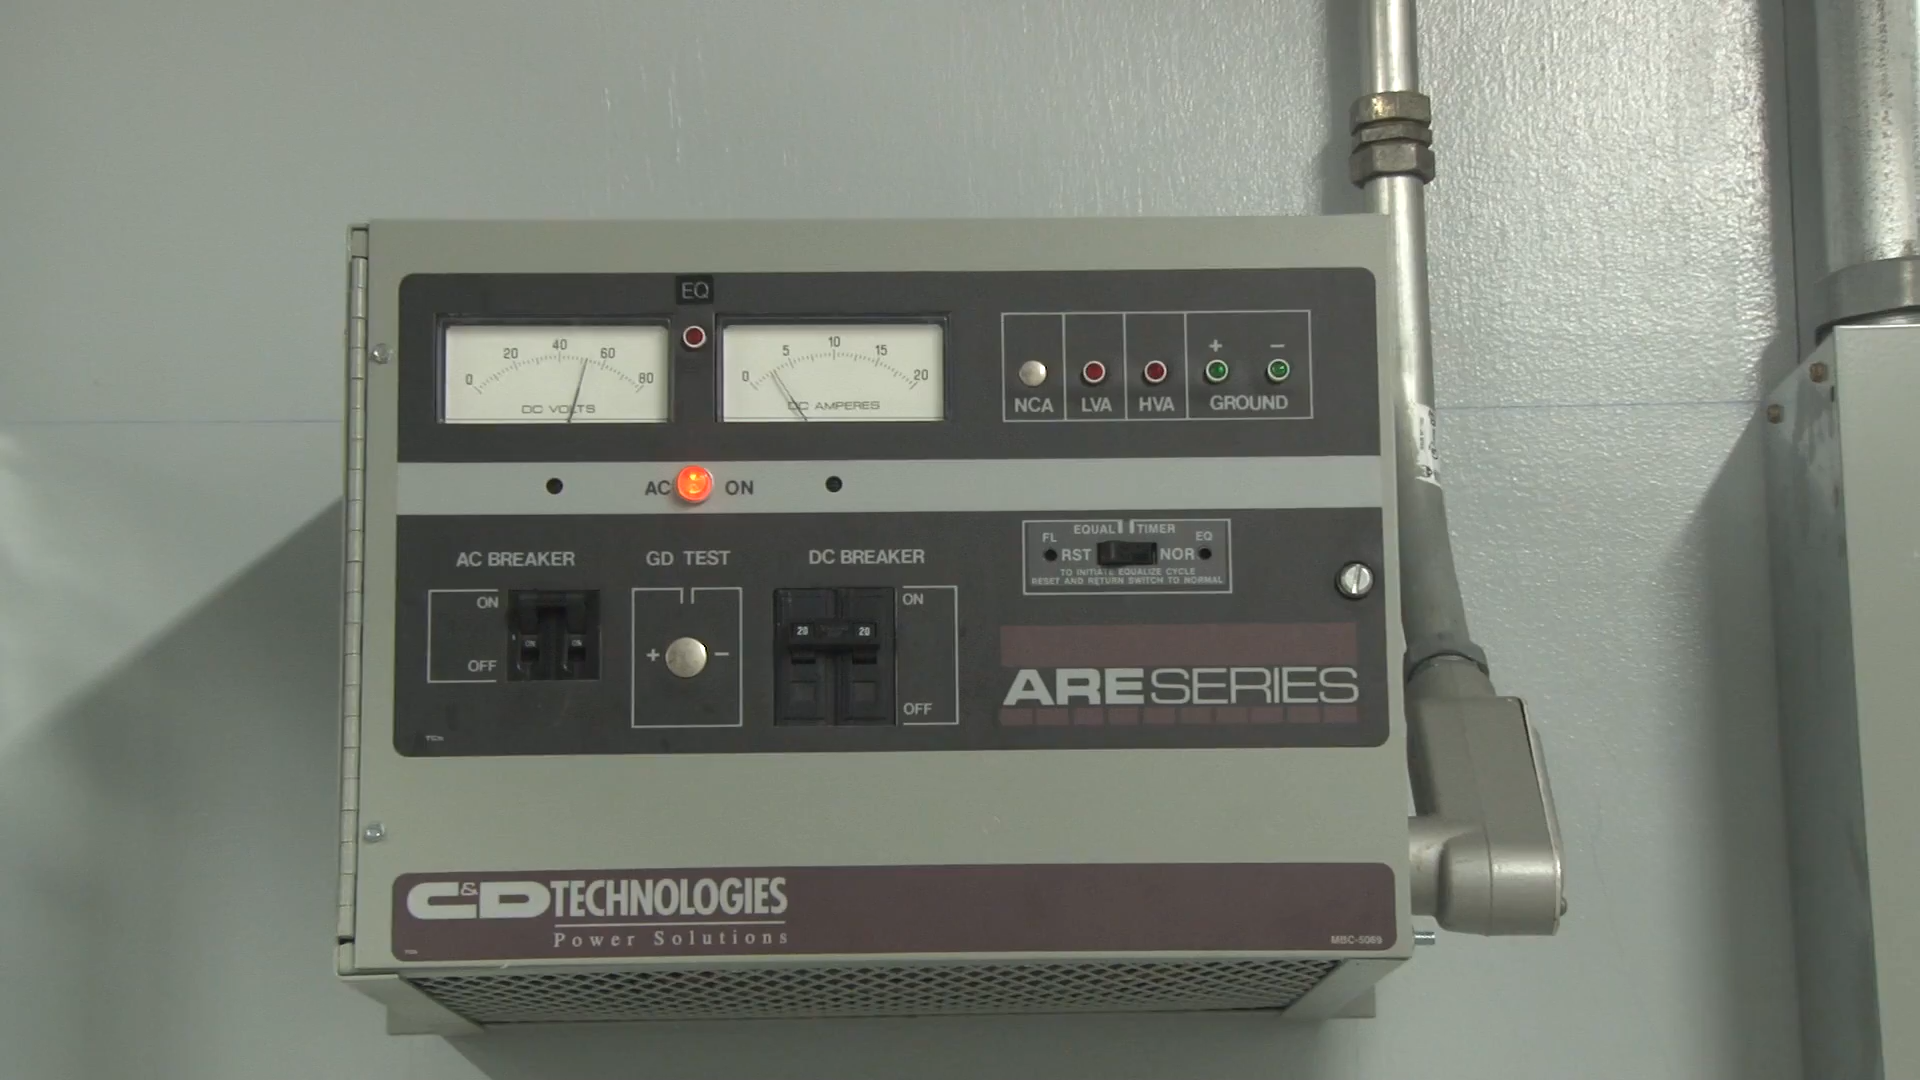 EQ
0 20 40 60 80
DC VOLTS
0 5 10 15 20
DC AMPERES
+ −
NCA LVA HVA GROUND
AC ON
AC BREAKER
ON
OFF
GD TEST
+ −
DC BREAKER
ON
20 20
OFF
EQUAL TIMER
FL EQ
RST NOR
TO INITIATE EQUALIZE CYCLE
RESET AND RETURN SWITCH TO NORMAL
ARE SERIES
C&D TECHNOLOGIES
Power Solutions
MBC-5069